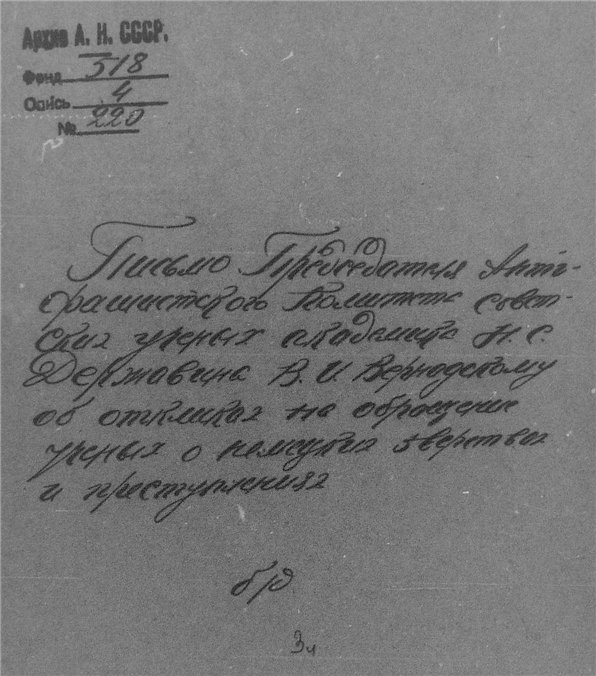 Архив А. Н. СССР.
Фонд 518
Опись 4
№ 220
Письмо Председателя Анти-
фашистского Комитета совет-
ских ученых академика Н. С.
Державина В. И. Вернадскому
об откликах на обращение
ученых о немецких зверствах
и преступлениях
б/д